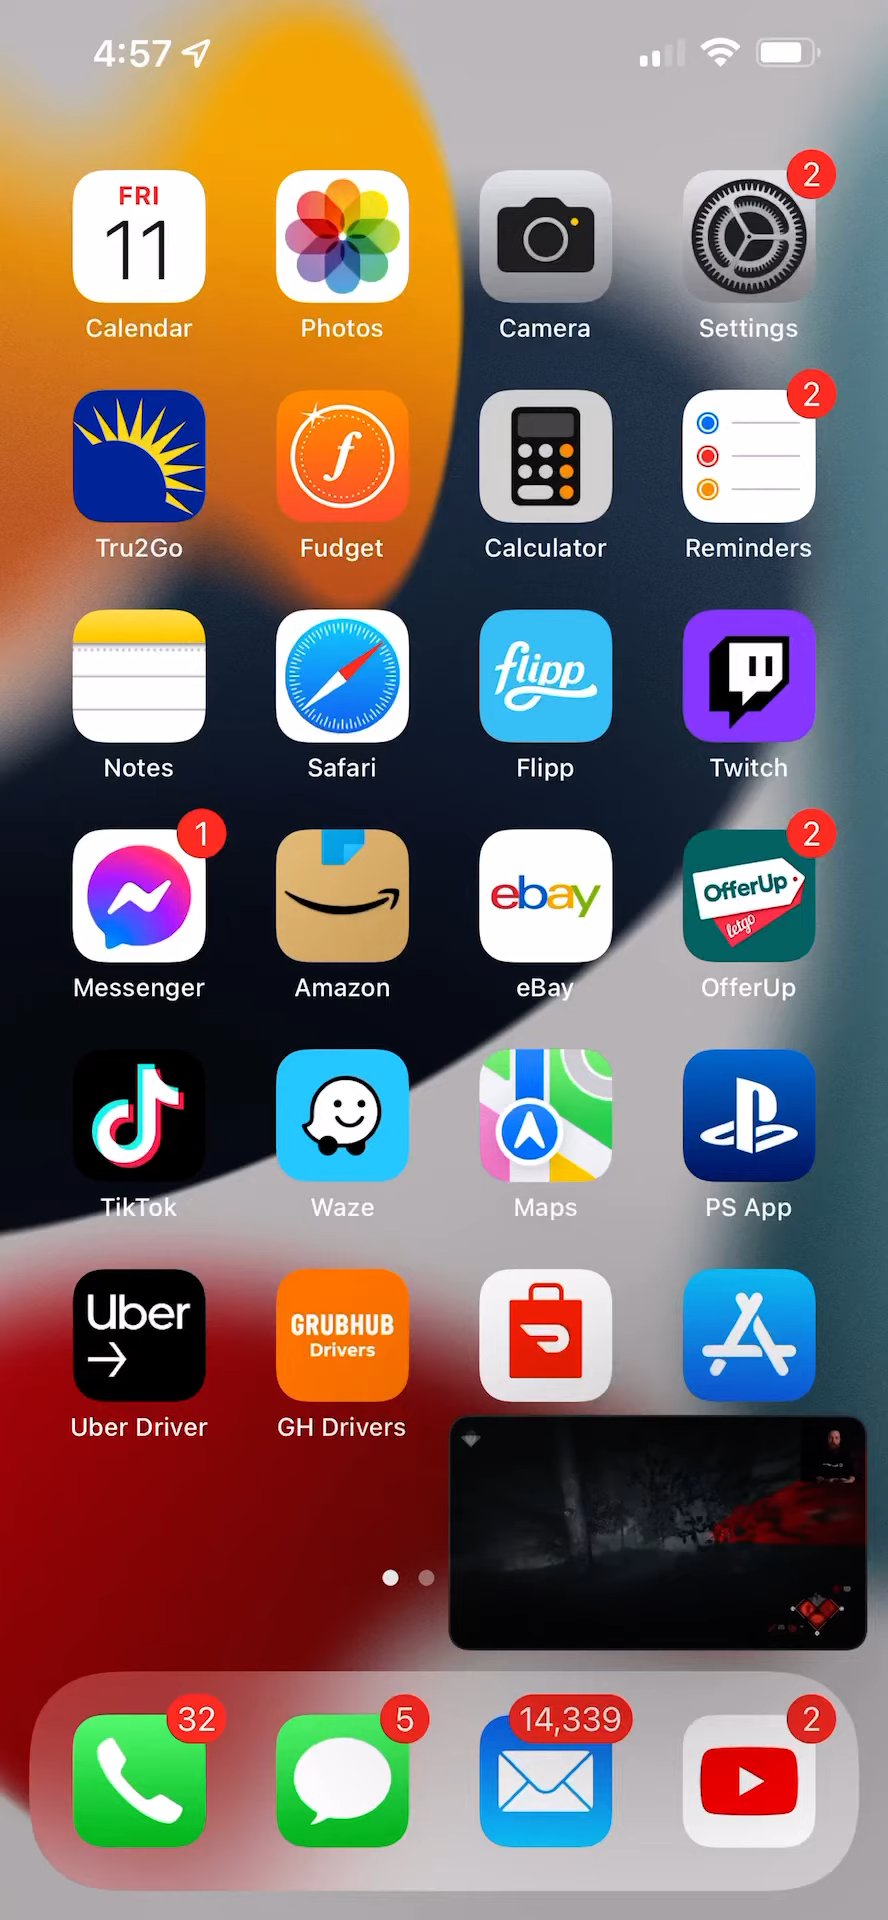 4:57
2
FRI
11
Calendar
Photos
Camera
Settings
2
Tru2Go
f
Fudget
Calculator
Reminders
flipp
Notes
Safari
Flipp
Twitch
1
2
ebay
OfferUp
letgo
Messenger
Amazon
eBay
OfferUp
TikTok
Waze
Maps
PS App
Uber
GRUBHUB
Drivers
Uber Driver
GH Drivers
32
5
14,339
2